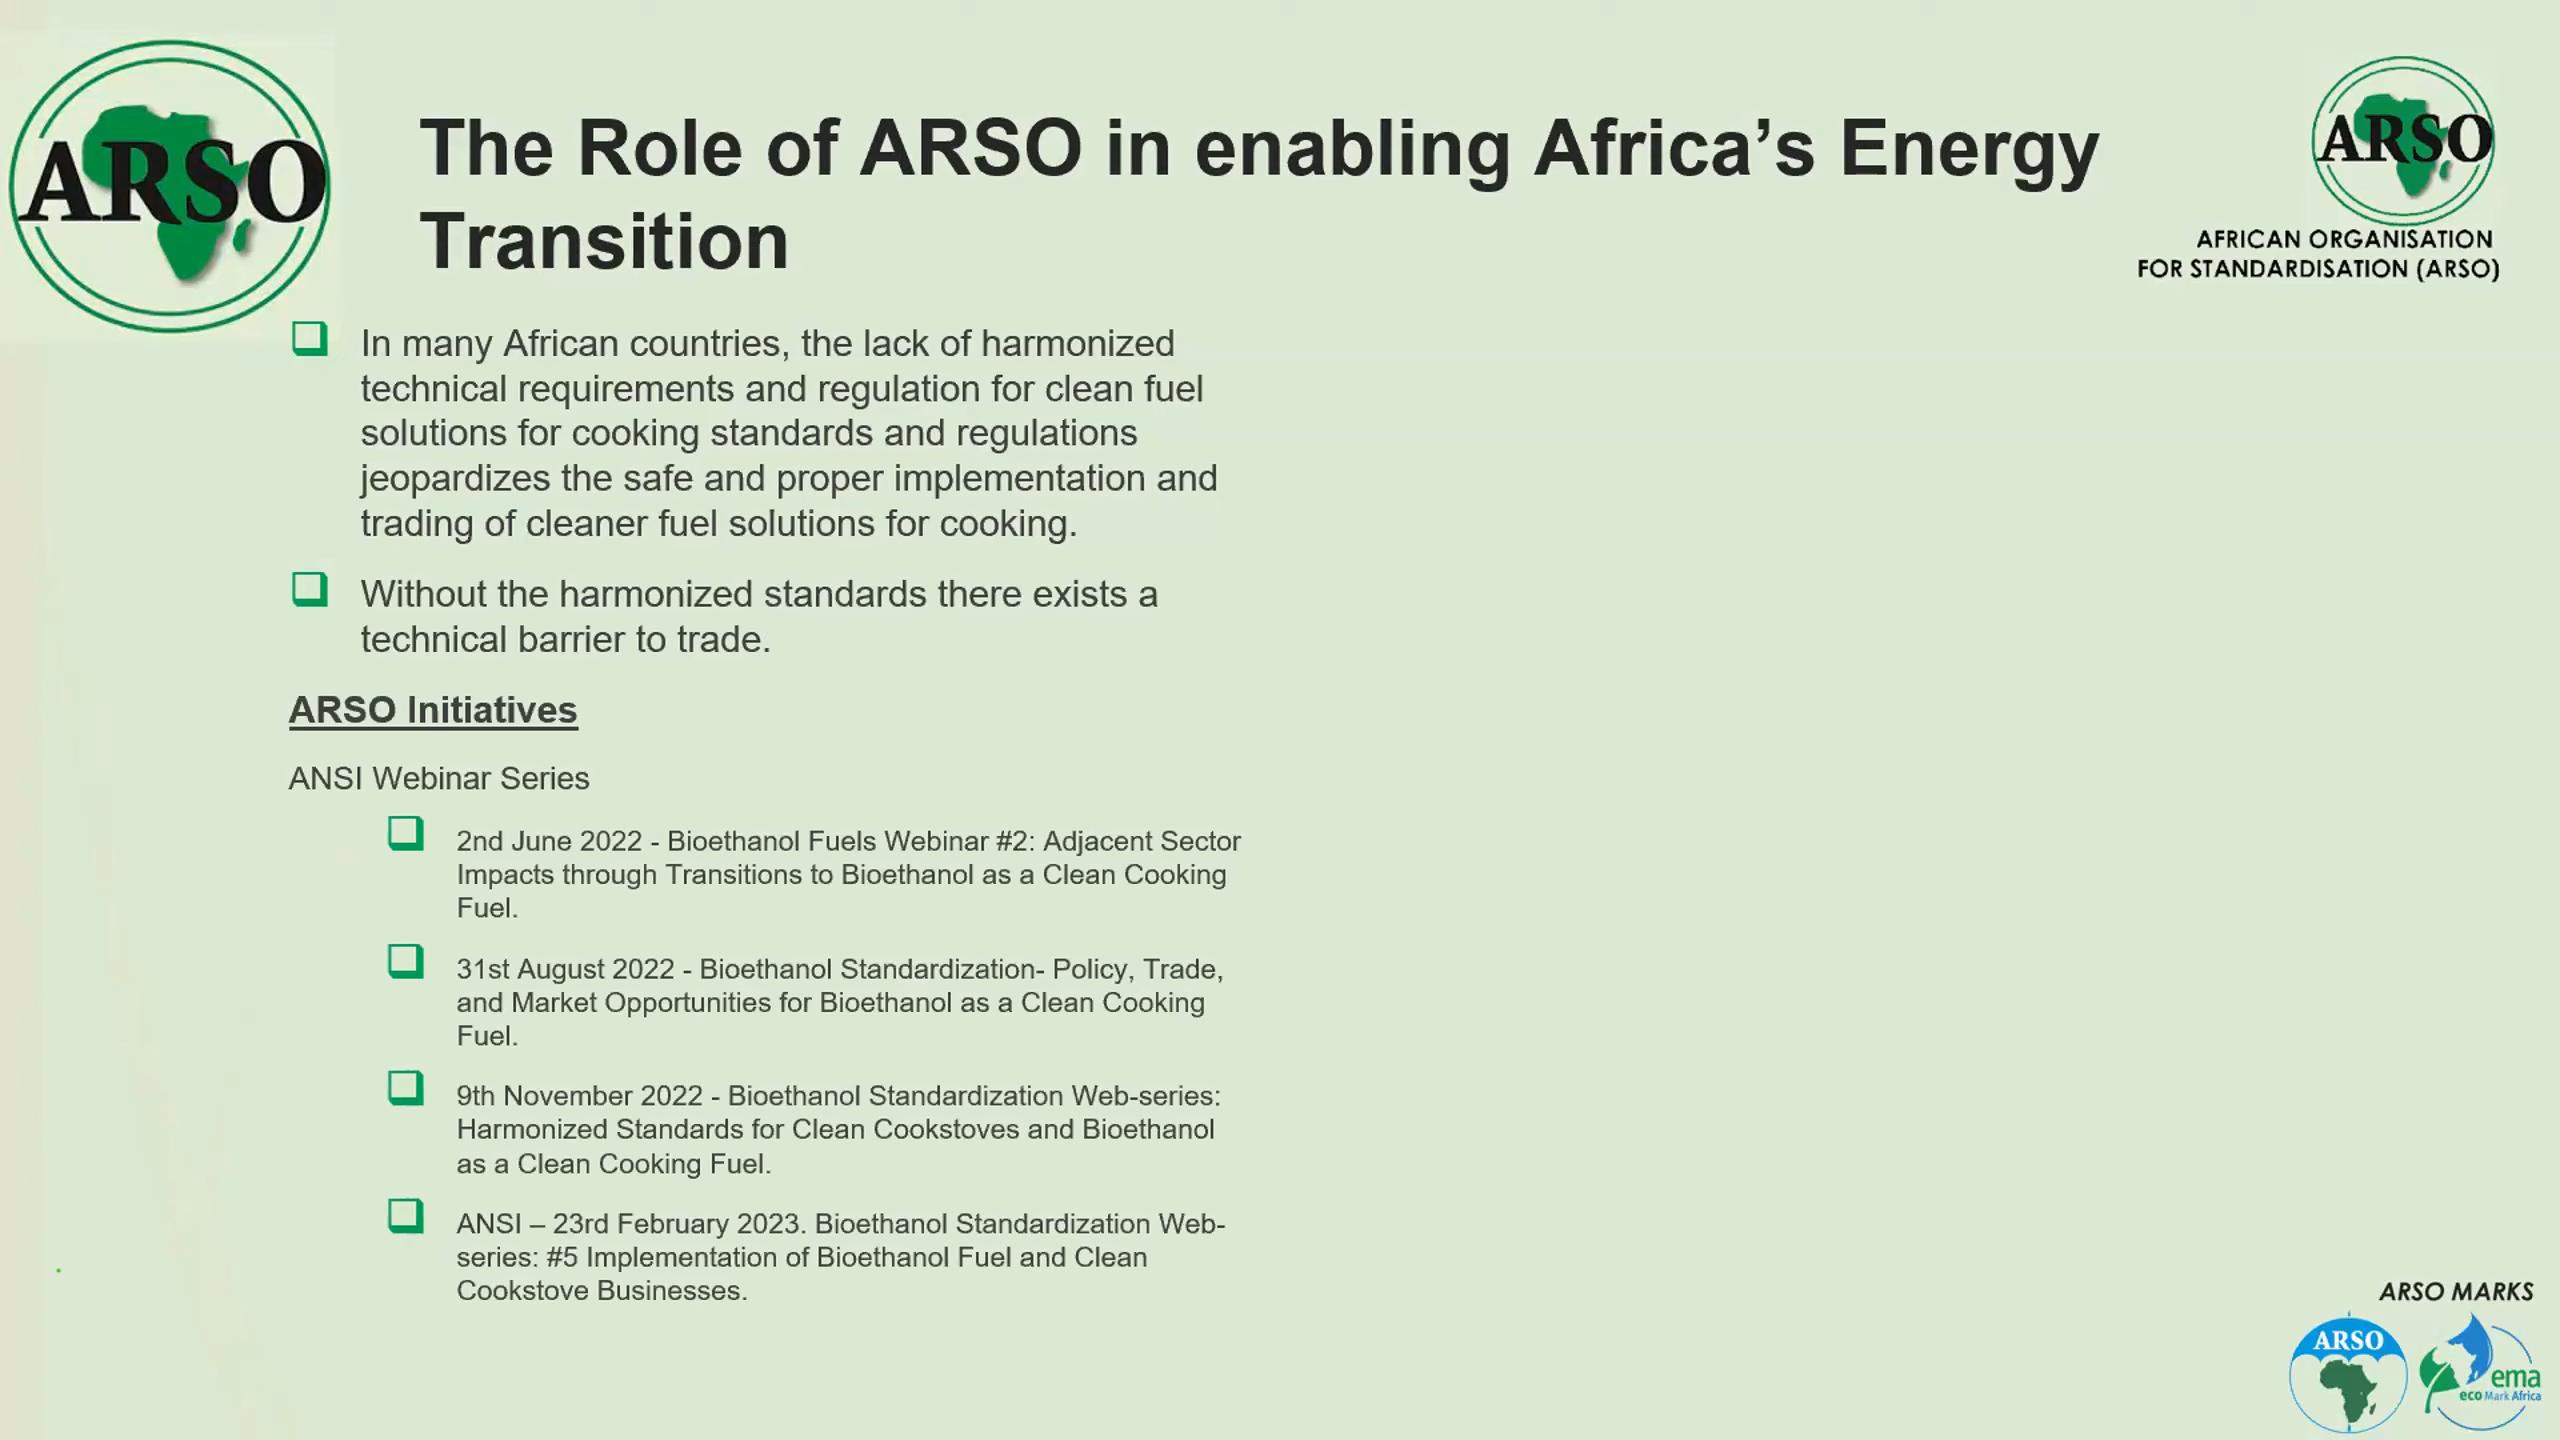 ARSO
The Role of ARSO in enabling Africa’s Energy
Transition
ARSO
AFRICAN ORGANISATION
FOR STANDARDISATION (ARSO)
In many African countries, the lack of harmonized
technical requirements and regulation for clean fuel
solutions for cooking standards and regulations
jeopardizes the safe and proper implementation and
trading of cleaner fuel solutions for cooking.
Without the harmonized standards there exists a
technical barrier to trade.
ARSO Initiatives
ANSI Webinar Series
2nd June 2022 - Bioethanol Fuels Webinar #2: Adjacent Sector
Impacts through Transitions to Bioethanol as a Clean Cooking
Fuel.
31st August 2022 - Bioethanol Standardization- Policy, Trade,
and Market Opportunities for Bioethanol as a Clean Cooking
Fuel.
9th November 2022 - Bioethanol Standardization Web-series:
Harmonized Standards for Clean Cookstoves and Bioethanol
as a Clean Cooking Fuel.
ANSI – 23rd February 2023. Bioethanol Standardization Web-
series: #5 Implementation of Bioethanol Fuel and Clean
Cookstove Businesses.
ARSO MARKS
ARSO
ema
eco Mark Africa